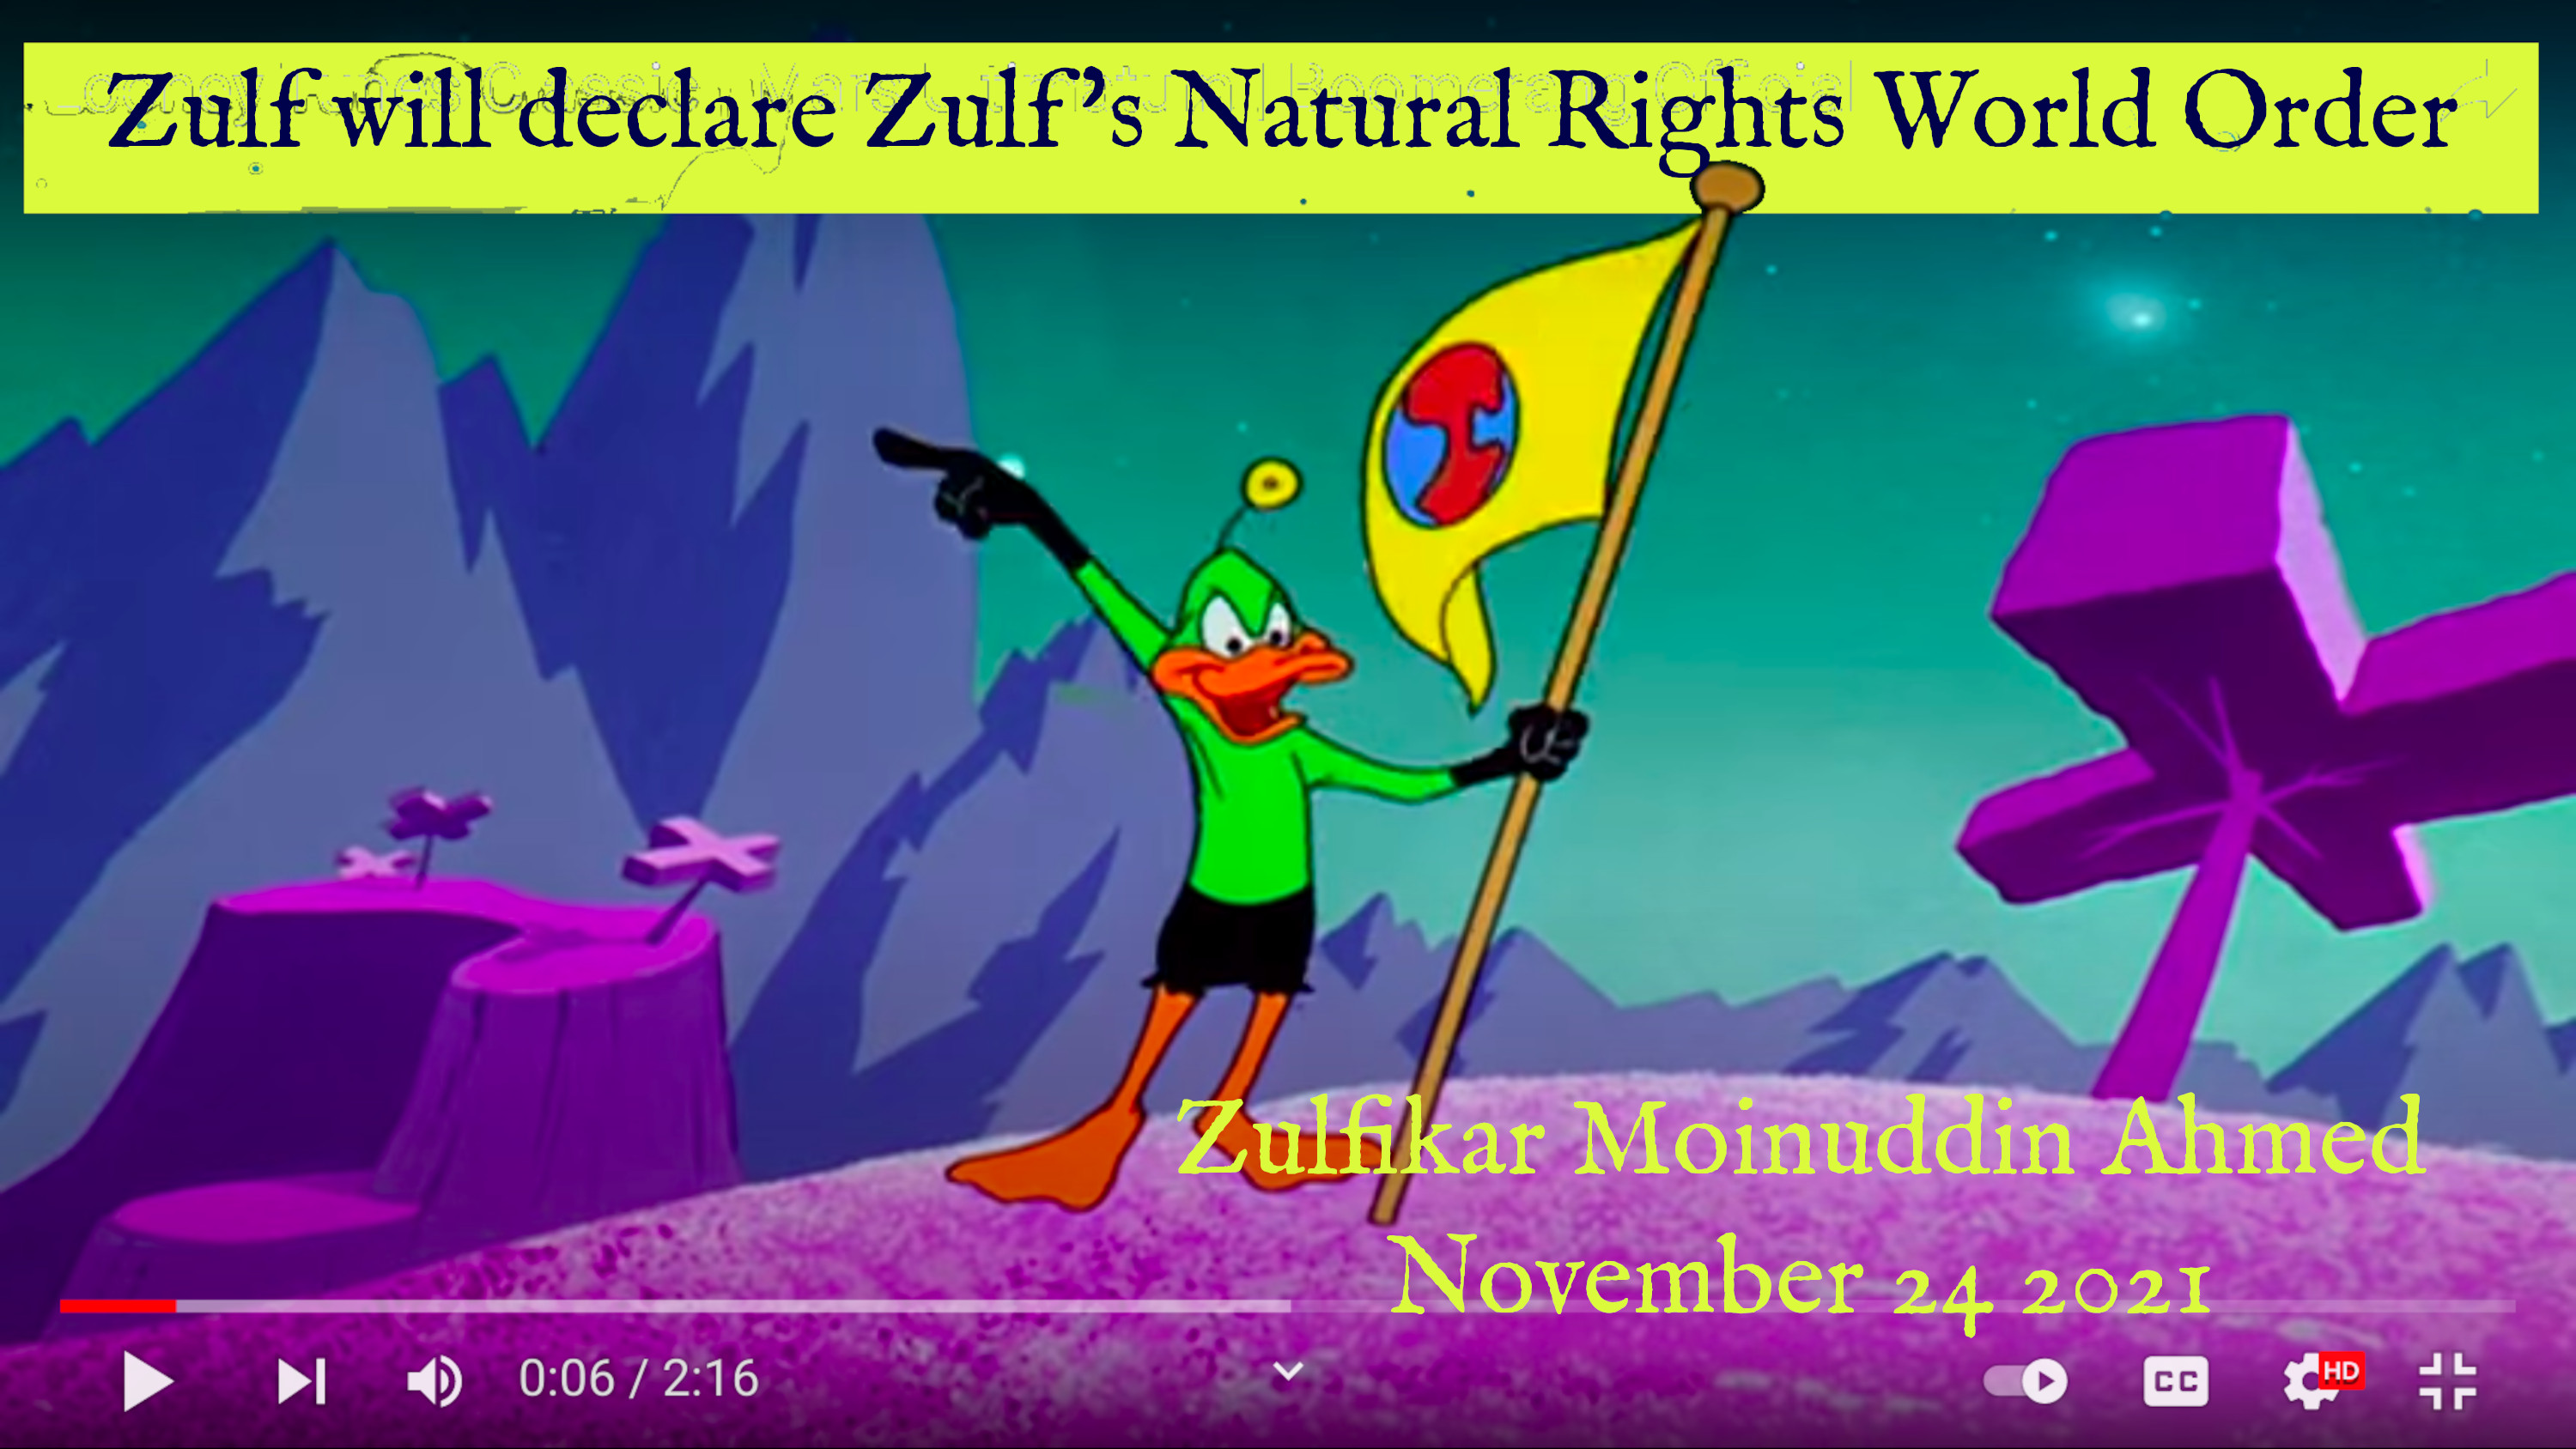 Zulf will declare Zulf's Natural Rights World Order
Zulfikar Moinuddin Ahmed
November 24 2021
0:06 / 2:16
CC
HD